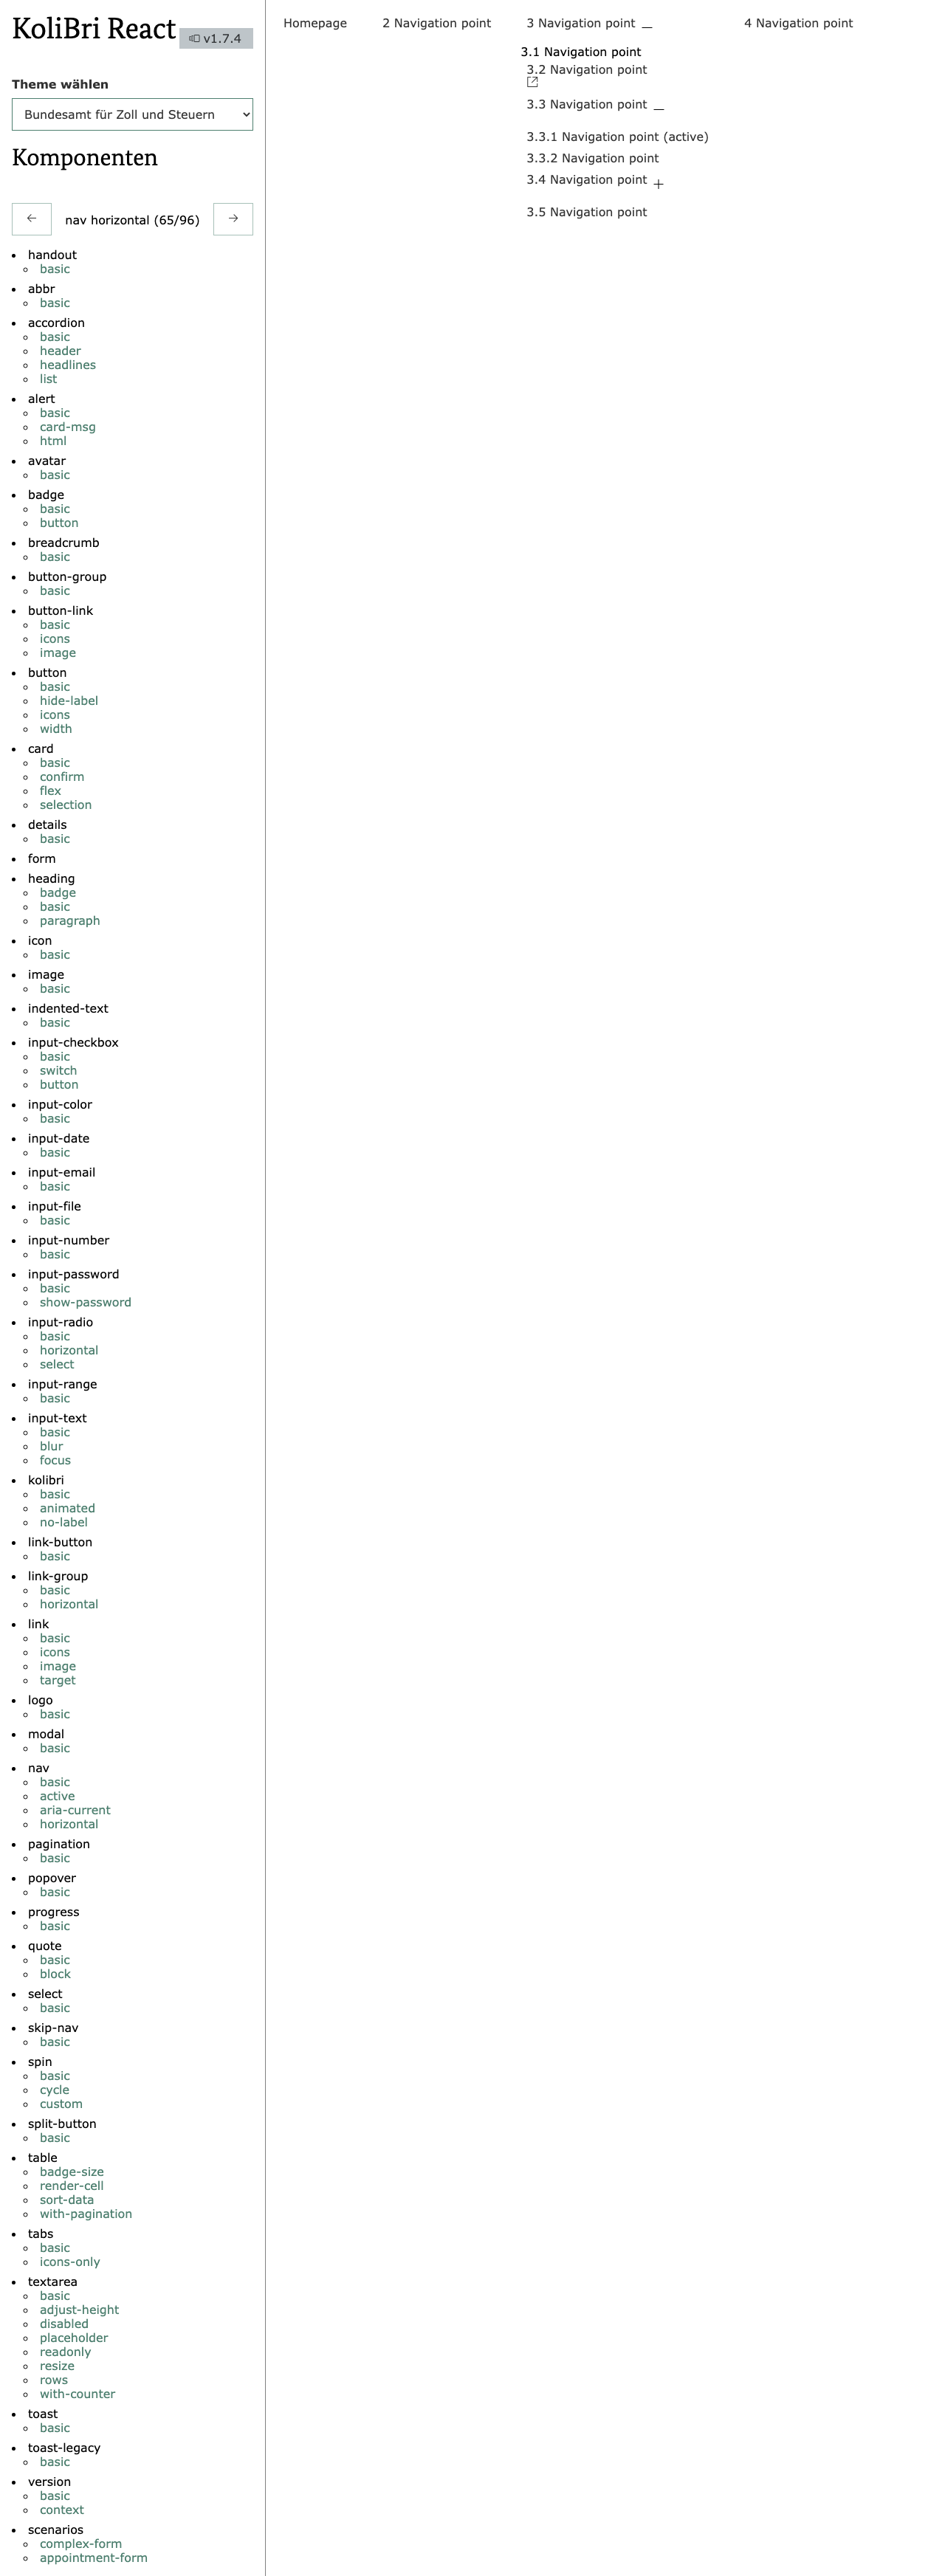 KoliBri React
v1.7.4
Theme wählen
Bundesamt für Zoll und Steuern
Komponenten
nav horizontal (65/96)
handout
basic
abbr
basic
accordion
basic
header
headlines
list
alert
basic
card-msg
html
avatar
basic
badge
basic
button
breadcrumb
basic
button-group
basic
button-link
basic
icons
image
button
basic
hide-label
icons
width
card
basic
confirm
flex
selection
details
basic
form
heading
badge
basic
paragraph
icon
basic
image
basic
indented-text
basic
input-checkbox
basic
switch
button
input-color
basic
input-date
basic
input-email
basic
input-file
basic
input-number
basic
input-password
basic
show-password
input-radio
basic
horizontal
select
input-range
basic
input-text
basic
blur
focus
kolibri
basic
animated
no-label
link-button
basic
link-group
basic
horizontal
link
basic
icons
image
target
logo
basic
modal
basic
nav
basic
active
aria-current
horizontal
pagination
basic
popover
basic
progress
basic
quote
basic
block
select
basic
skip-nav
basic
spin
basic
cycle
custom
split-button
basic
table
badge-size
render-cell
sort-data
with-pagination
tabs
basic
icons-only
textarea
basic
adjust-height
disabled
placeholder
readonly
resize
rows
with-counter
toast
basic
toast-legacy
basic
version
basic
context
scenarios
complex-form
appointment-form
Homepage
2 Navigation point
3 Navigation point
3.1 Navigation point
3.2 Navigation point
3.3 Navigation point
3.3.1 Navigation point (active)
3.3.2 Navigation point
3.4 Navigation point
3.5 Navigation point
4 Navigation point